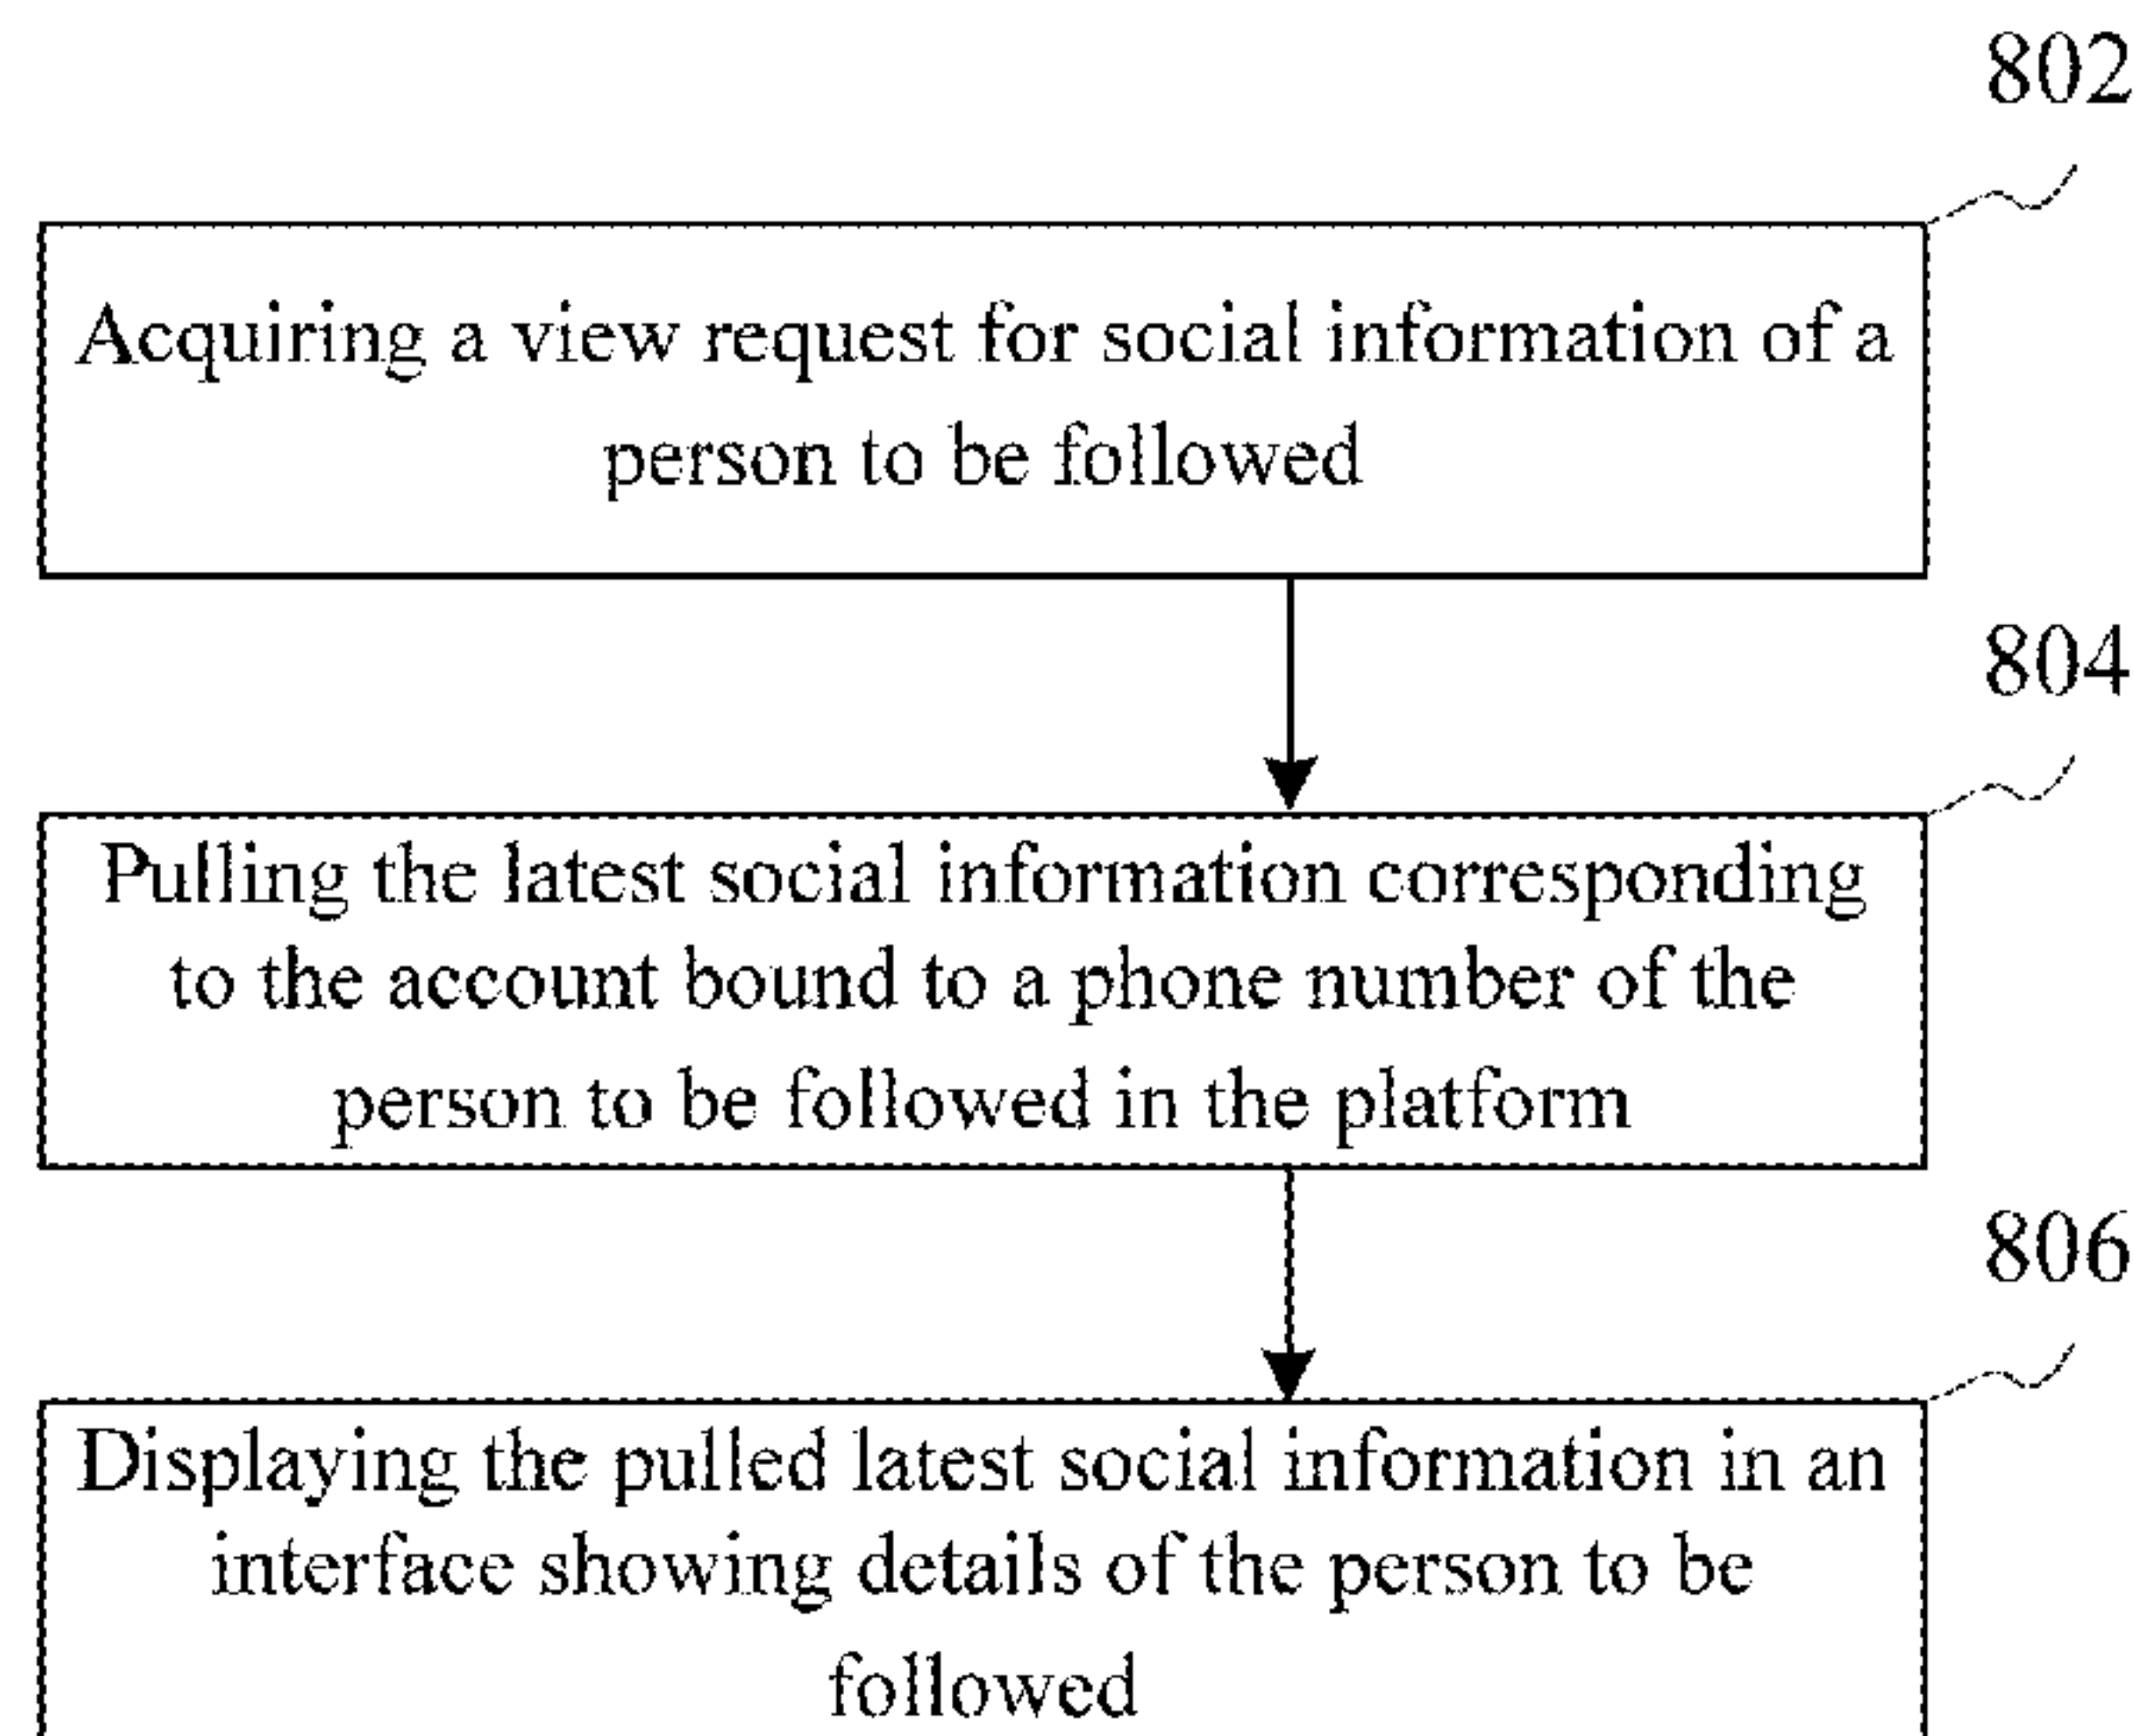 802
Acquiring a view request for social information of a
person to be followed
804
Pulling the latest social information corresponding
to the account bound to a phone number of the
person to be followed in the platform
806
Displaying the pulled latest social information in an
interface showing details of the person to be
followed